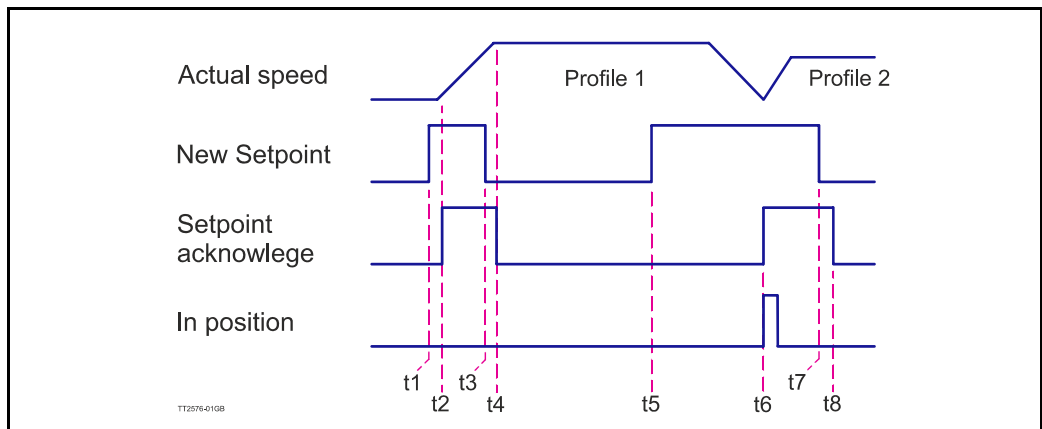 Actual speed
Profile 1
Profile 2
New Setpoint
Setpoint
acknowlege
In position
t1
t3
t7
t2
t4
t5
t6
t8
TT2576-01GB